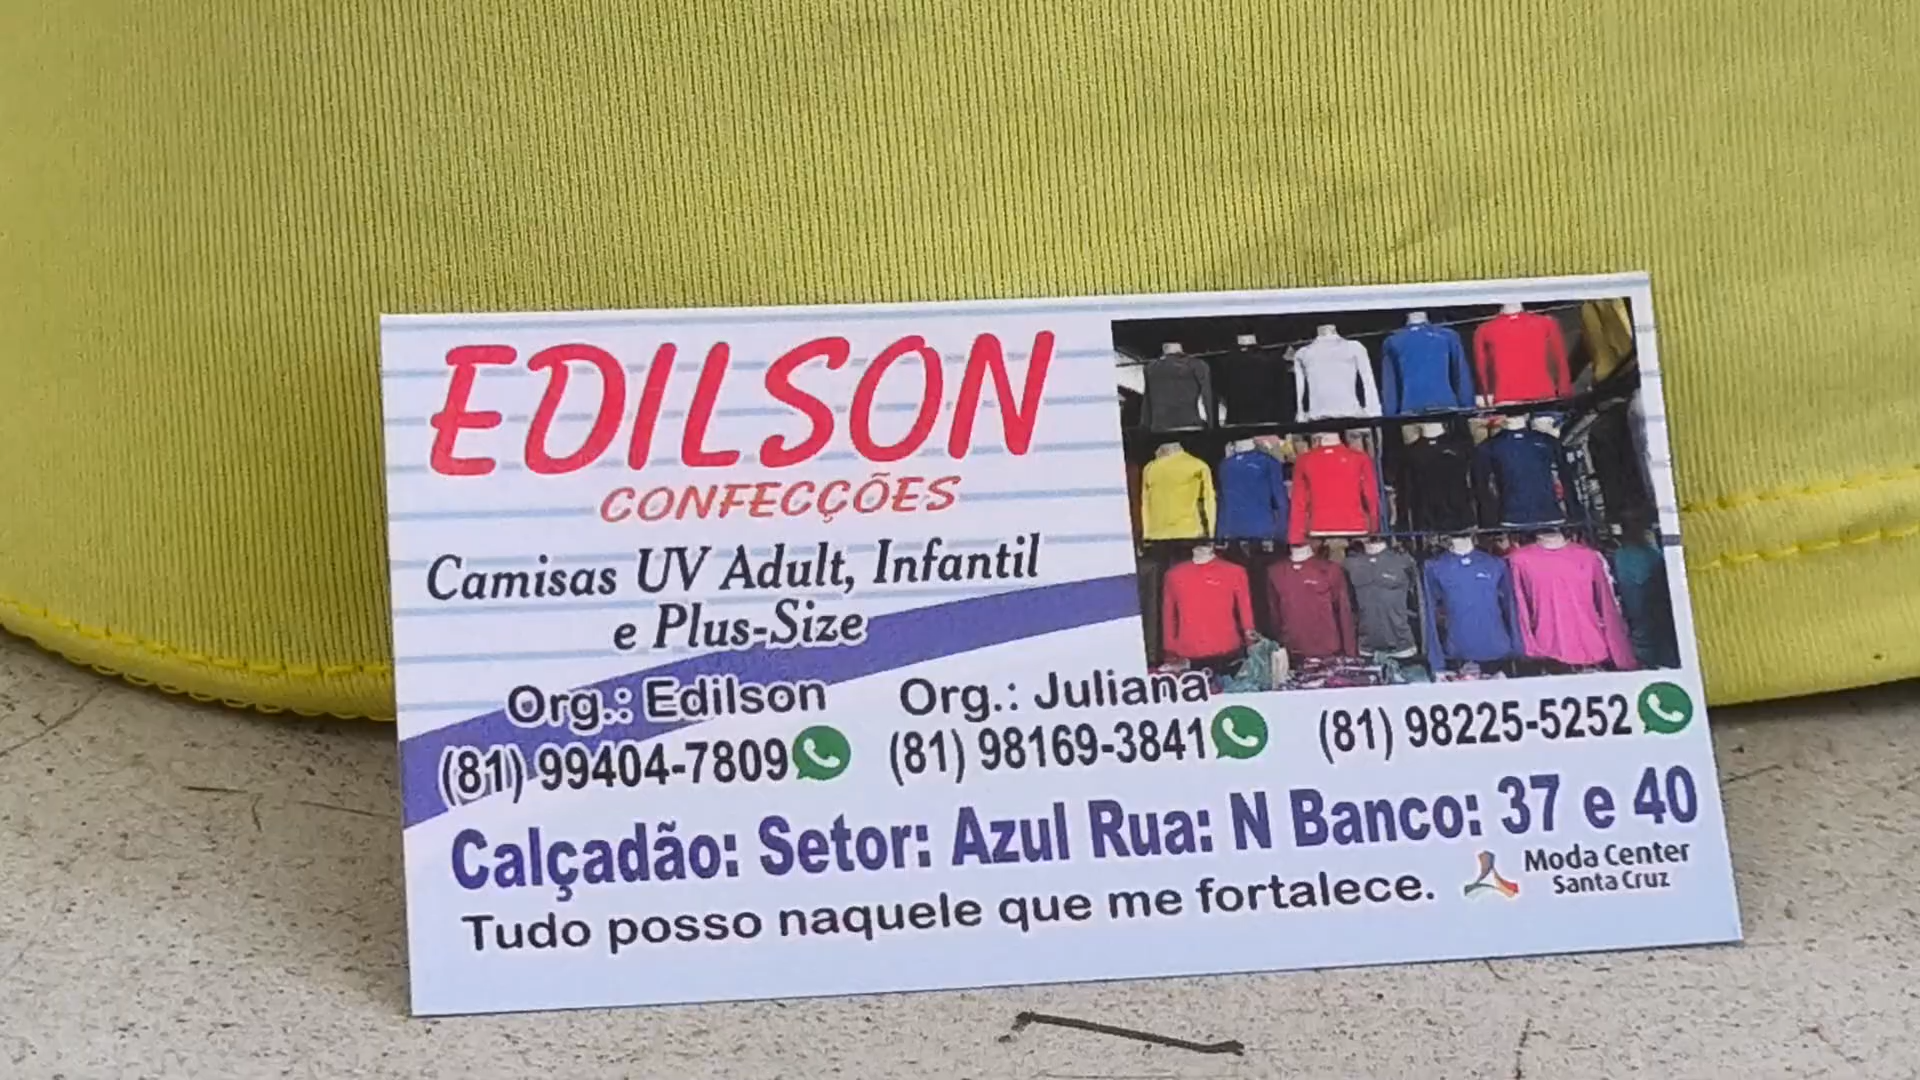 EDILSON
CONFECÇÕES
Camisas UV Adult, Infantil
e Plus-Size
Org.: Edilson Org.: Juliana
(81) 99404-7809 (81) 98169-3841 (81) 98225-5252
Calçadão: Setor: Azul Rua: N Banco: 37 e 40
Tudo posso naquele que me fortalece.
Moda Center
Santa Cruz